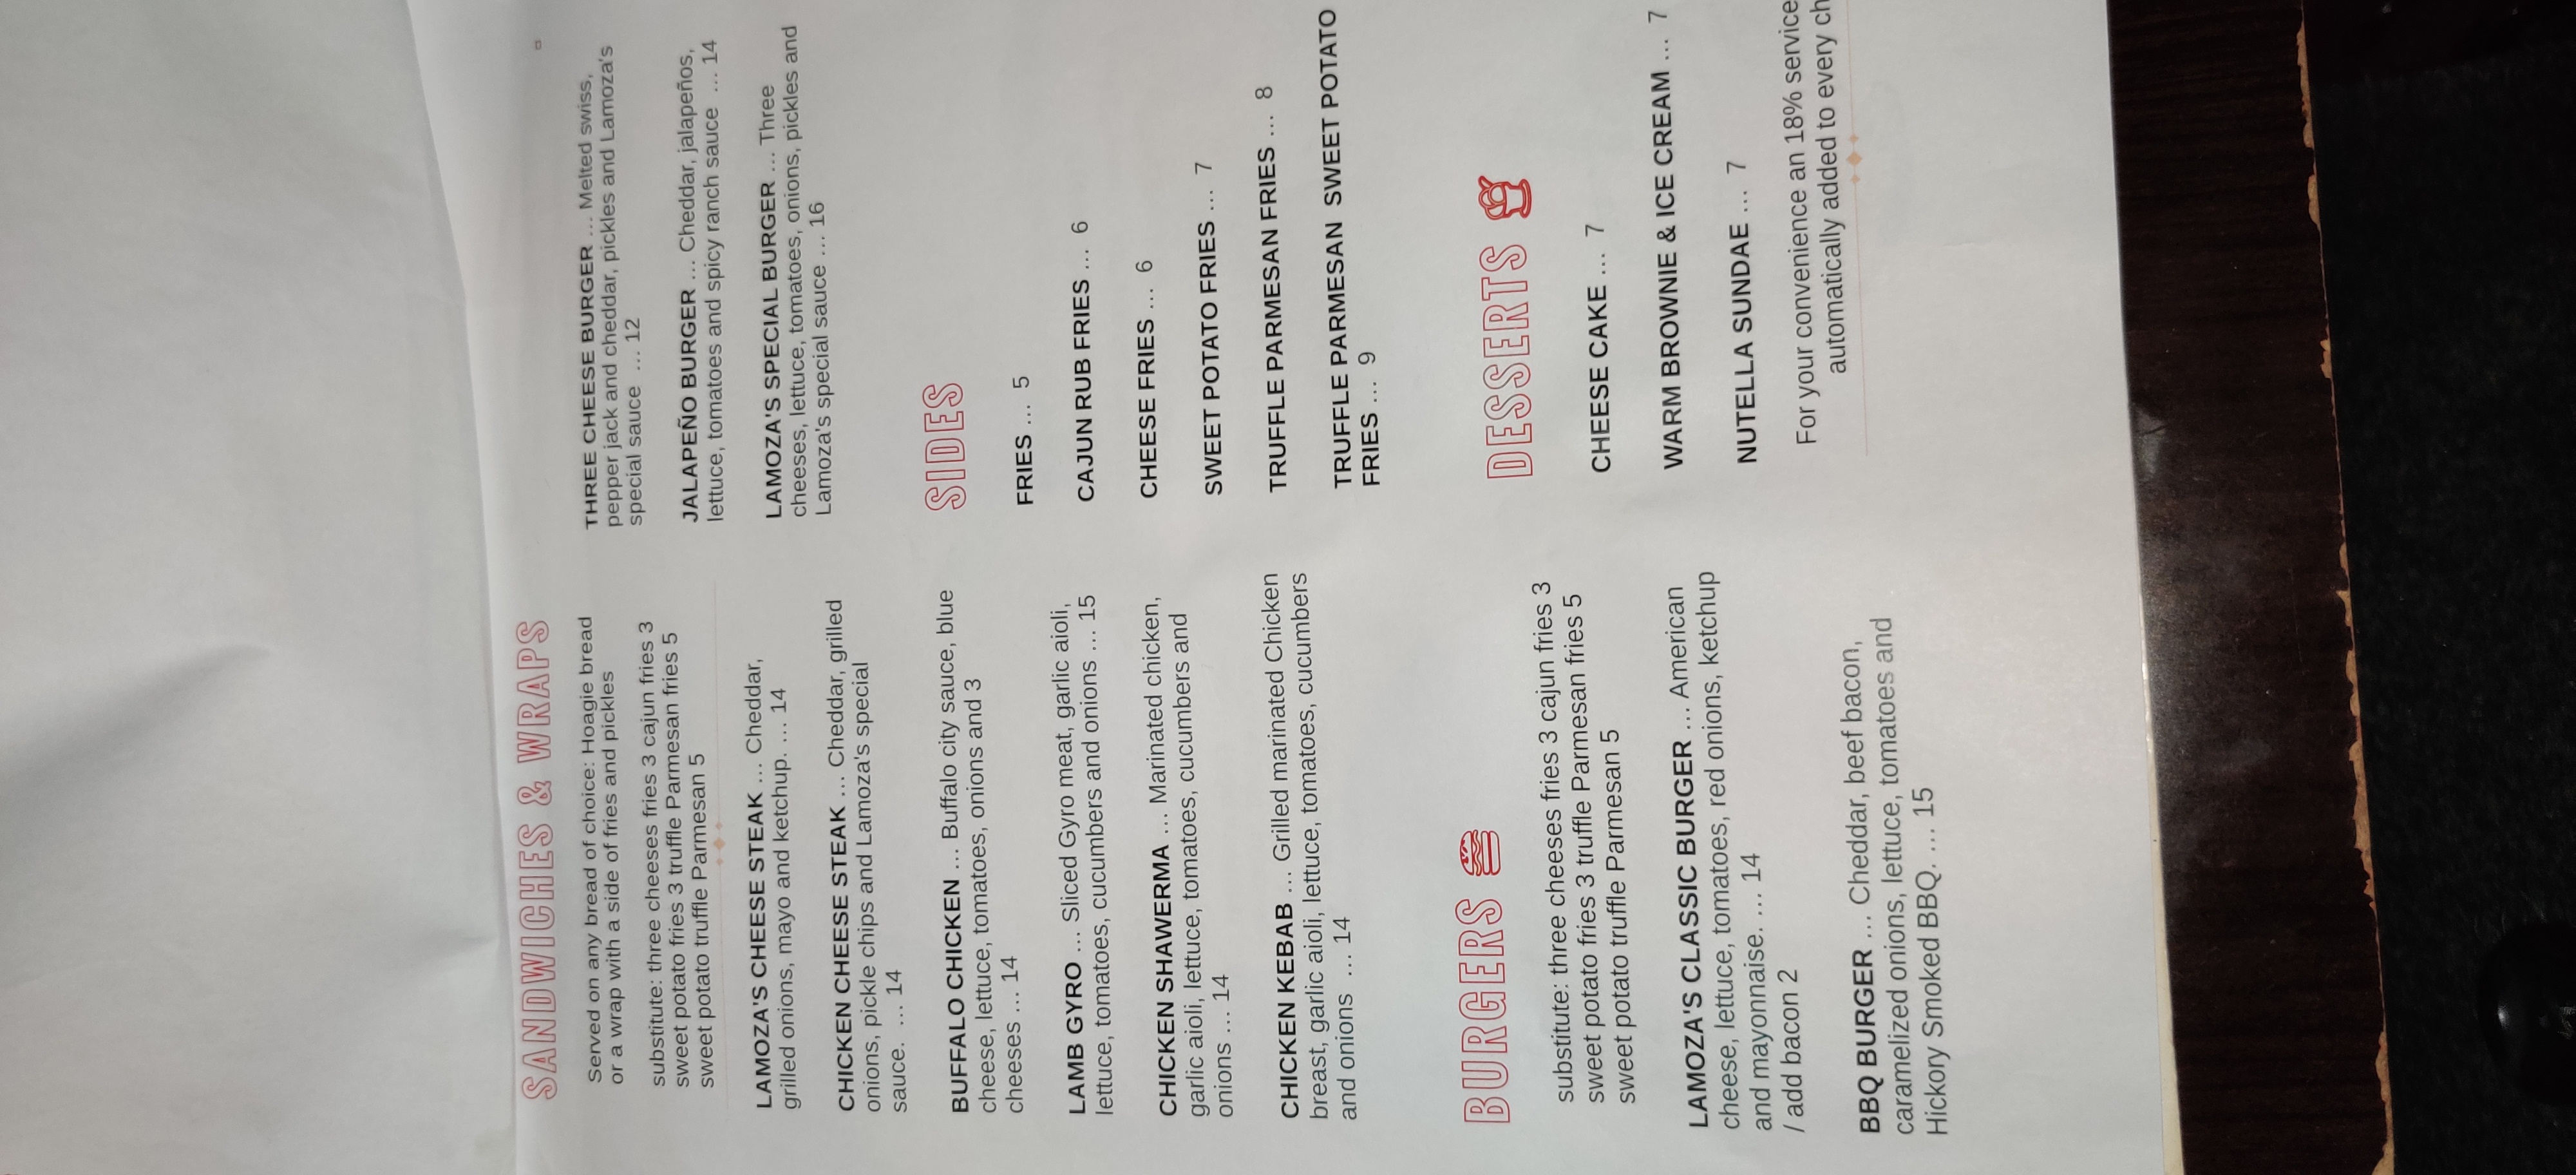 SANDWICHES & WRAPS
Served on any bread of choice: Hoagie bread
or a wrap with a side of fries and pickles
substitute: three cheeses fries 3 cajun fries 3
sweet potato fries 3 truffle Parmesan fries 5
sweet potato truffle Parmesan 5
LAMOZA'S CHEESE STEAK ... Cheddar,
grilled onions, mayo and ketchup. ... 14
CHICKEN CHEESE STEAK ... Cheddar, grilled
onions, pickle chips and Lamoza's special
sauce. ... 14
BUFFALO CHICKEN ... Buffalo city sauce, blue
cheese, lettuce, tomatoes, onions and 3
cheeses ... 14
LAMB GYRO ... Sliced Gyro meat, garlic aioli,
lettuce, tomatoes, cucumbers and onions ... 15
CHICKEN SHAWERMA ... Marinated chicken,
garlic aioli, lettuce, tomatoes, cucumbers and
onions ... 14
CHICKEN KEBAB ... Grilled marinated Chicken
breast, garlic aioli, lettuce, tomatoes, cucumbers
and onions ... 14
BURGERS
substitute: three cheeses fries 3 cajun fries 3
sweet potato fries 3 truffle Parmesan fries 5
sweet potato truffle Parmesan 5
LAMOZA'S CLASSIC BURGER ... American
cheese, lettuce, tomatoes, red onions, ketchup
and mayonnaise. ... 14
/ add bacon 2
BBQ BURGER ... Cheddar, beef bacon,
caramelized onions, lettuce, tomatoes and
Hickory Smoked BBQ. ... 15
THREE CHEESE BURGER ... Melted swiss,
pepper jack and cheddar, pickles and Lamoza's
special sauce ... 12
JALAPEÑO BURGER ... Cheddar, jalapeños,
lettuce, tomatoes and spicy ranch sauce ... 14
LAMOZA'S SPECIAL BURGER ... Three
cheeses, lettuce, tomatoes, onions, pickles and
Lamoza's special sauce ... 16
SIDES
FRIES ... 5
CAJUN RUB FRIES ... 6
CHEESE FRIES ... 6
SWEET POTATO FRIES ... 7
TRUFFLE PARMESAN FRIES ... 8
TRUFFLE PARMESAN SWEET POTATO
FRIES ... 9
DESSERTS
CHEESE CAKE ... 7
WARM BROWNIE & ICE CREAM ... 7
NUTELLA SUNDAE ... 7
For your convenience an 18% service
automatically added to every